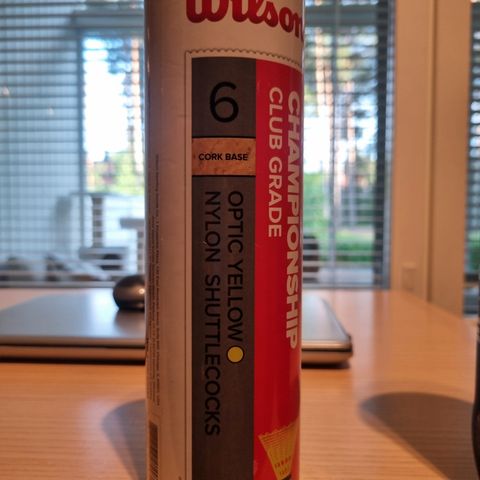 Wilson
6
CORK BASE
OPTIC YELLOW
NYLON SHUTTLECOCKS
CHAMPIONSHIP
CLUB GRADE